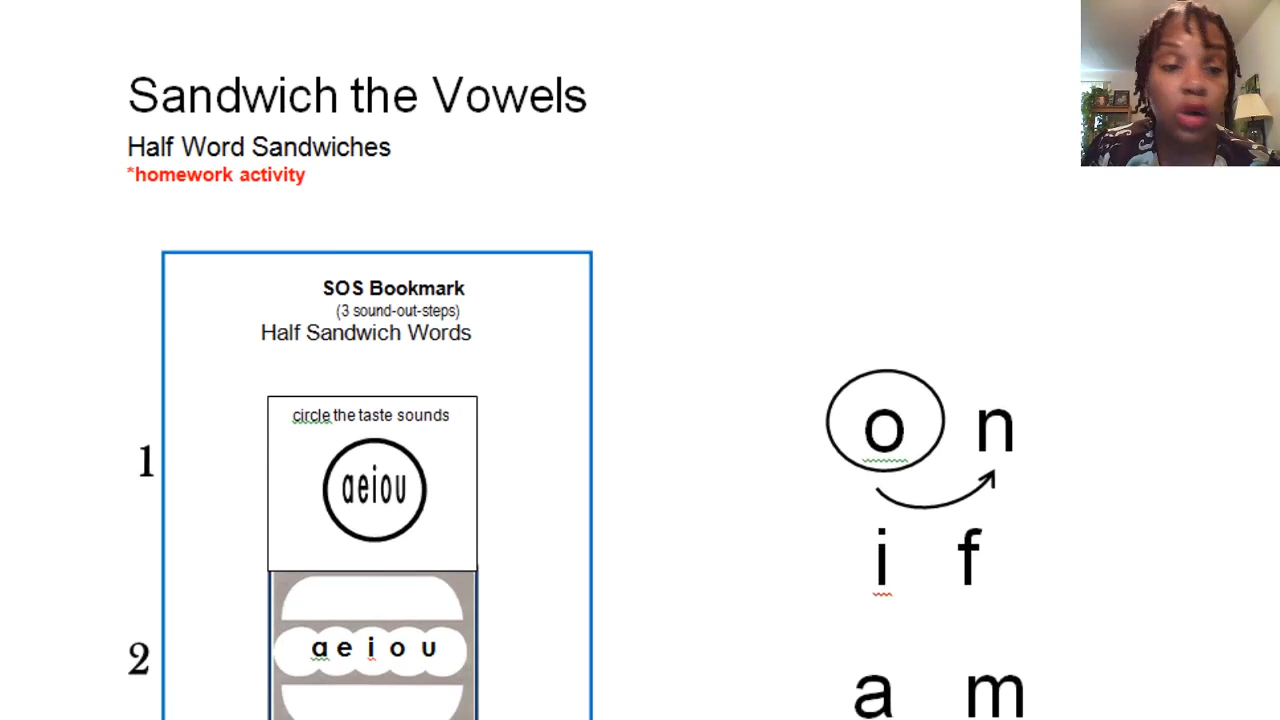 Sandwich the Vowels
Half Word Sandwiches
*homework activity
SOS Bookmark
(3 sound-out-steps)
Half Sandwich Words
1
circle the taste sounds
aeiou
2
a e i o u
o n
i f
a m